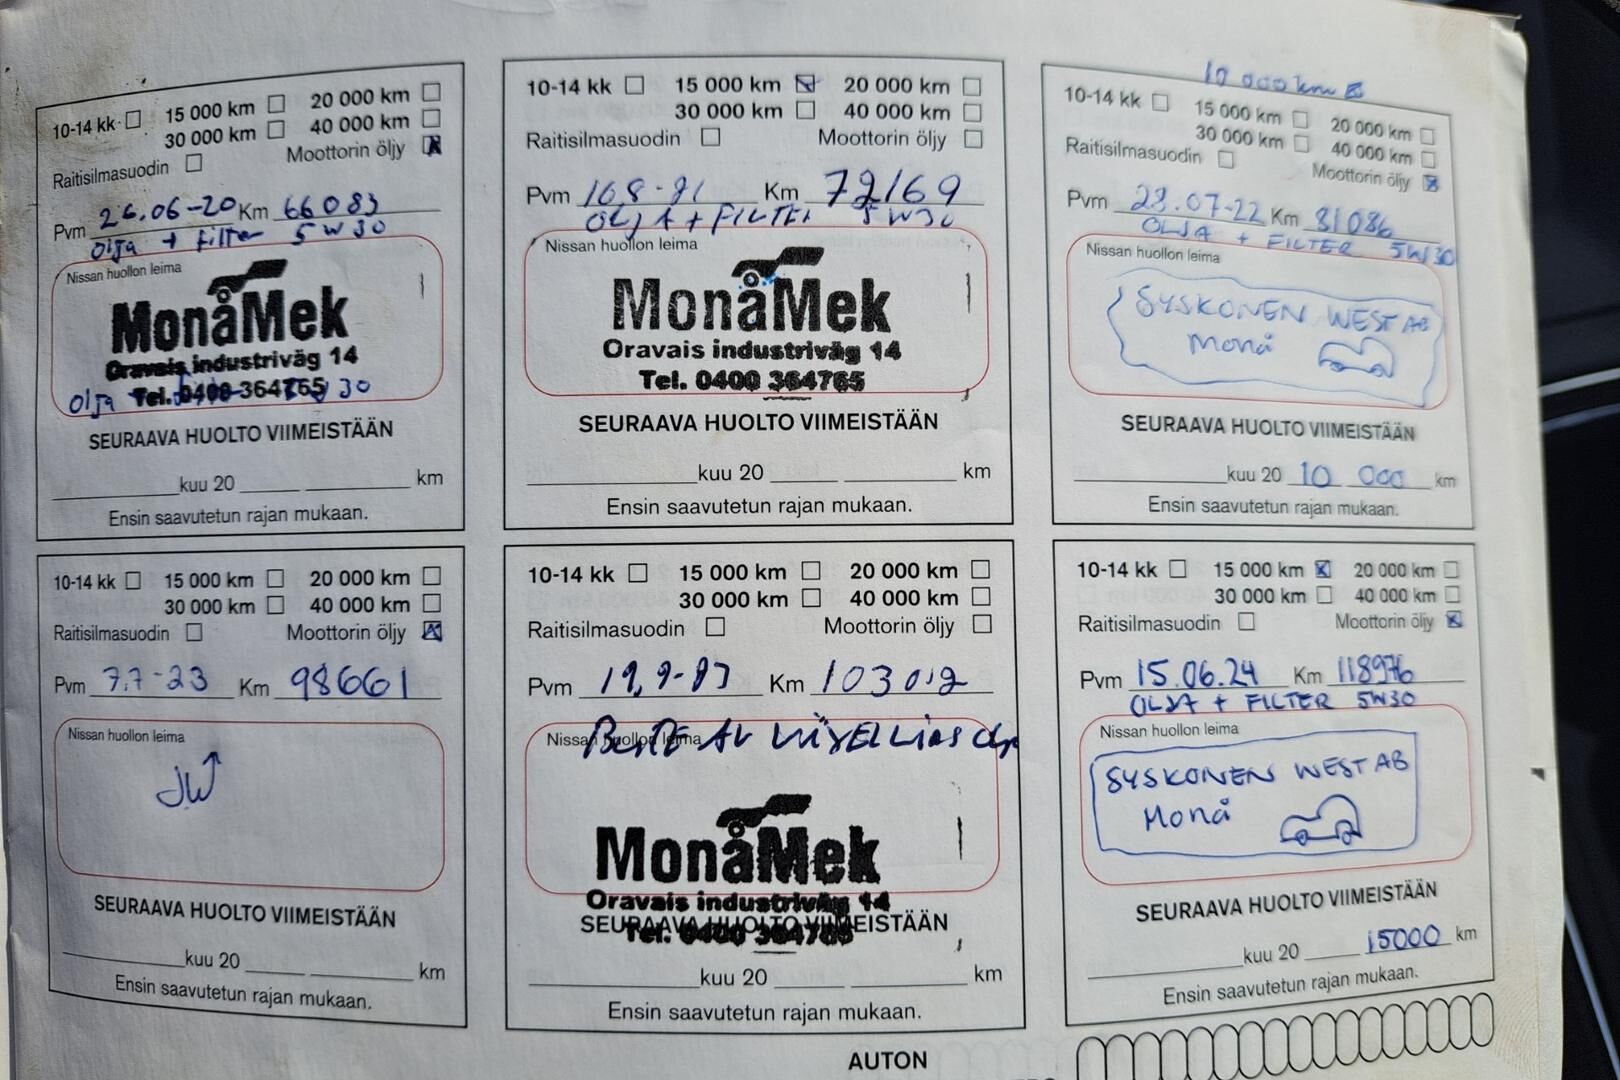 10-14 kk 15 000 km 20 000 km
30 000 km 40 000 km
Raitisilmasuodin Moottorin öljy
Pvm 26.06-20 Km 66083
olja + filter 5W30
Nissan huollon leima
MonåMek
Oravais industriväg 14
Tel. 0400 364765
olja 30
SEURAAVA HUOLTO VIIMEISTÄÄN
kuu 20 km
Ensin saavutetun rajan mukaan.
10-14 kk 15 000 km 20 000 km
30 000 km 40 000 km
Raitisilmasuodin Moottorin öljy
Pvm Km 72169
OLJA + FILTER 5W30
Nissan huollon leima
MonåMek
Oravais industriväg 14
Tel. 0400 364765
SEURAAVA HUOLTO VIIMEISTÄÄN
kuu 20 km
Ensin saavutetun rajan mukaan.
000 km
10-14 kk 15 000 km 20 000 km
30 000 km 40 000 km
Raitisilmasuodin Moottorin öljy
Pvm 07-22 Km 81086
OLJA + FILTER 5W30
Nissan huollon leima
SYSKONEN WEST AB
Monå
SEURAAVA HUOLTO VIIMEISTÄÄN
kuu 20 10 000 km
Ensin saavutetun rajan mukaan.
10-14 kk 15 000 km 20 000 km
30 000 km 40 000 km
Raitisilmasuodin Moottorin öljy
Pvm 7.7-23 Km 98661
Nissan huollon leima
JW
SEURAAVA HUOLTO VIIMEISTÄÄN
kuu 20 km
Ensin saavutetun rajan mukaan.
10-14 kk 15 000 km 20 000 km
30 000 km 40 000 km
Raitisilmasuodin Moottorin öljy
Pvm Km 103012
Nissan huollon leima
AV
MonåMek
Oravais industriväg 14
SEURAAVA HUOLTO VIIMEISTÄÄN
Tel. 0400 364765
kuu 20 km
Ensin saavutetun rajan mukaan.
10-14 kk 15 000 km 20 000 km
30 000 km 40 000 km
Raitisilmasuodin Moottorin öljy
Pvm 15.06.24 Km 118976
OLJA + FILTER 5W30
Nissan huollon leima
SYSKONEN WEST AB
Monå
SEURAAVA HUOLTO VIIMEISTÄÄN
kuu 20 15000 km
Ensin saavutetun rajan mukaan.
AUTON